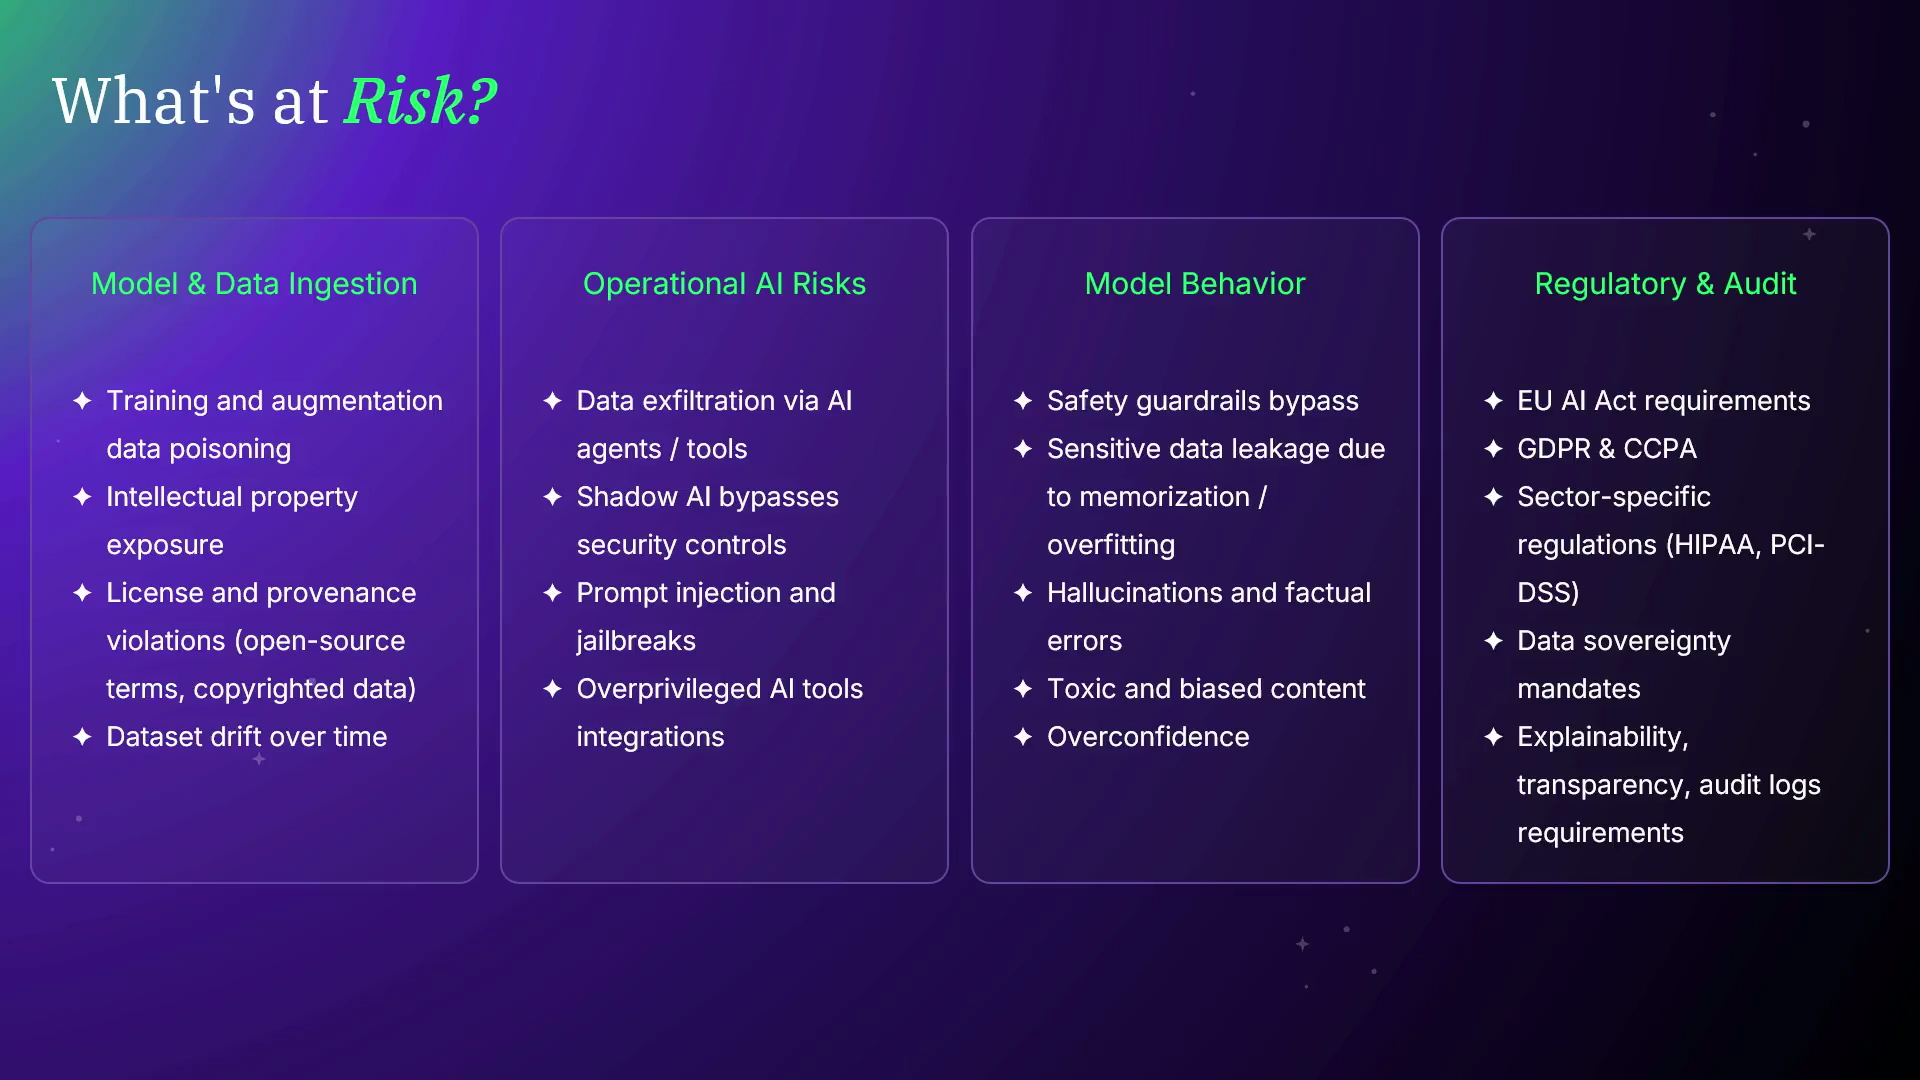 What's at Risk?
Model & Data Ingestion
✦ Training and augmentation
data poisoning
✦ Intellectual property
exposure
✦ License and provenance
violations (open-source
terms, copyrighted data)
✦ Dataset drift over time
Operational AI Risks
✦ Data exfiltration via AI
agents / tools
✦ Shadow AI bypasses
security controls
✦ Prompt injection and
jailbreaks
✦ Overprivileged AI tools
integrations
Model Behavior
✦ Safety guardrails bypass
✦ Sensitive data leakage due
to memorization /
overfitting
✦ Hallucinations and factual
errors
✦ Toxic and biased content
✦ Overconfidence
Regulatory & Audit
✦ EU AI Act requirements
✦ GDPR & CCPA
✦ Sector-specific
regulations (HIPAA, PCI-
DSS)
✦ Data sovereignty
mandates
✦ Explainability,
transparency, audit logs
requirements